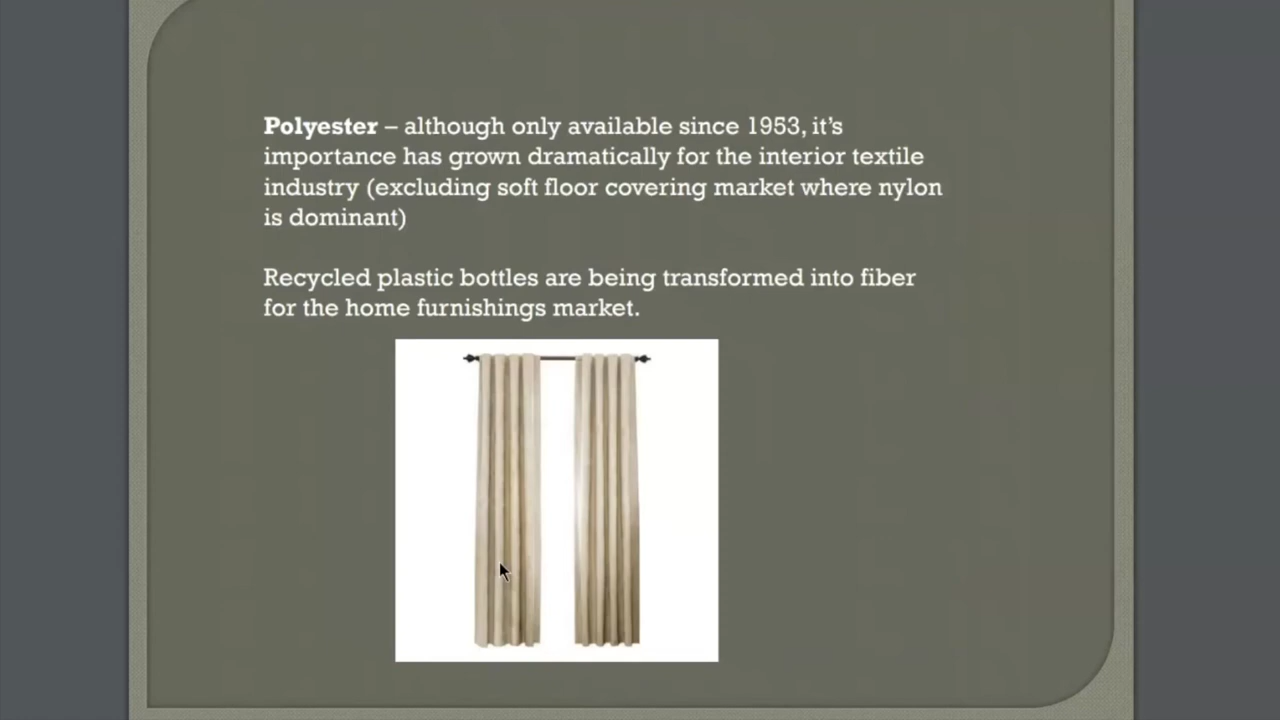 Polyester – although only available since 1953, it's
importance has grown dramatically for the interior textile
industry (excluding soft floor covering market where nylon
is dominant)
Recycled plastic bottles are being transformed into fiber
for the home furnishings market.